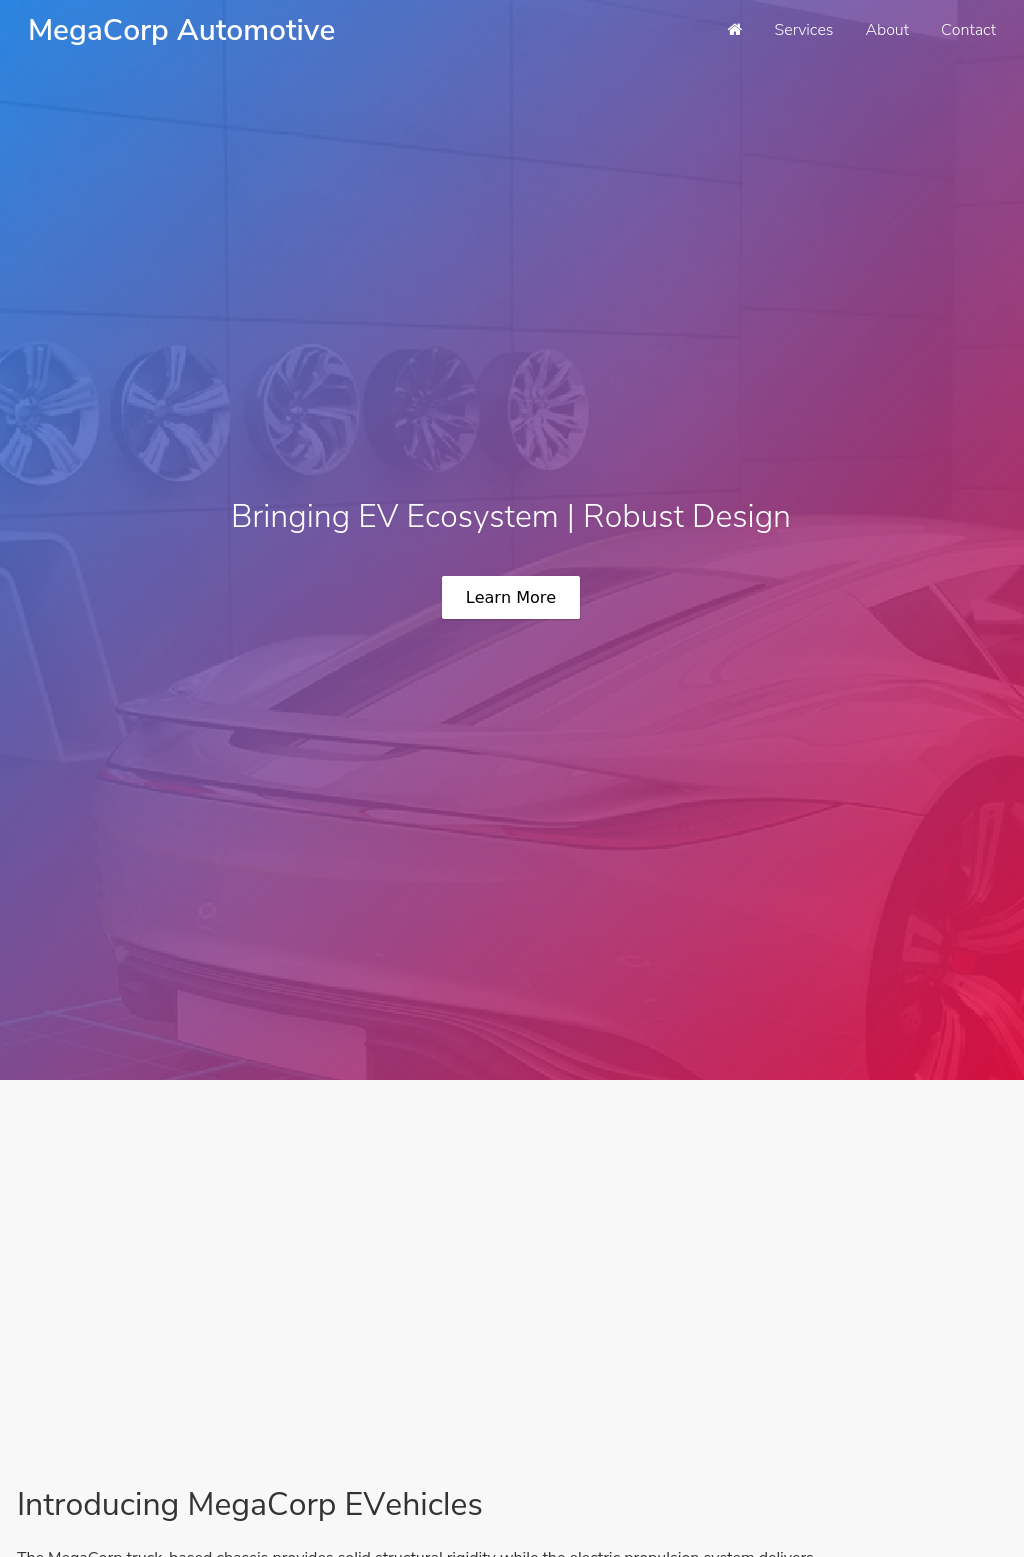 MegaCorp Automotive
Services
About
Contact
Bringing EV Ecosystem | Robust Design
Learn More
Introducing MegaCorp EVehicles
The MegaCorp truck-based chassis provides solid structural rigidity while the electric propulsion system delivers